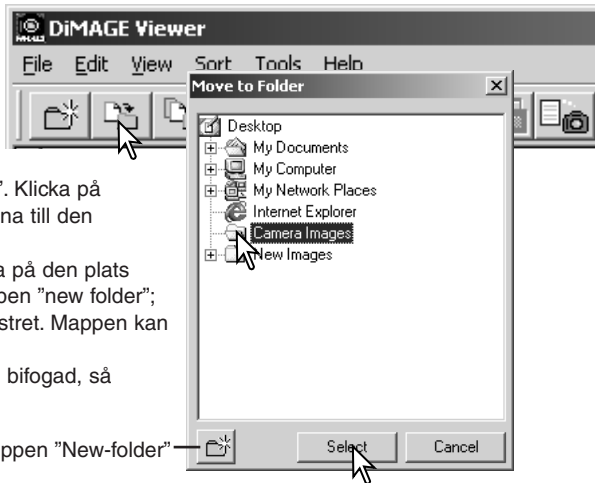 DiMAGE Viewer
File Edit View Sort Tools Help
Move to Folder
Desktop
My Documents
My Computer
My Network Places
Internet Explorer
Camera Images
New Images
Select Cancel
”. Klicka på
na till den
a på den plats
pen ”new folder”;
stret. Mappen kan
bifogad, så
ppen ”New-folder”